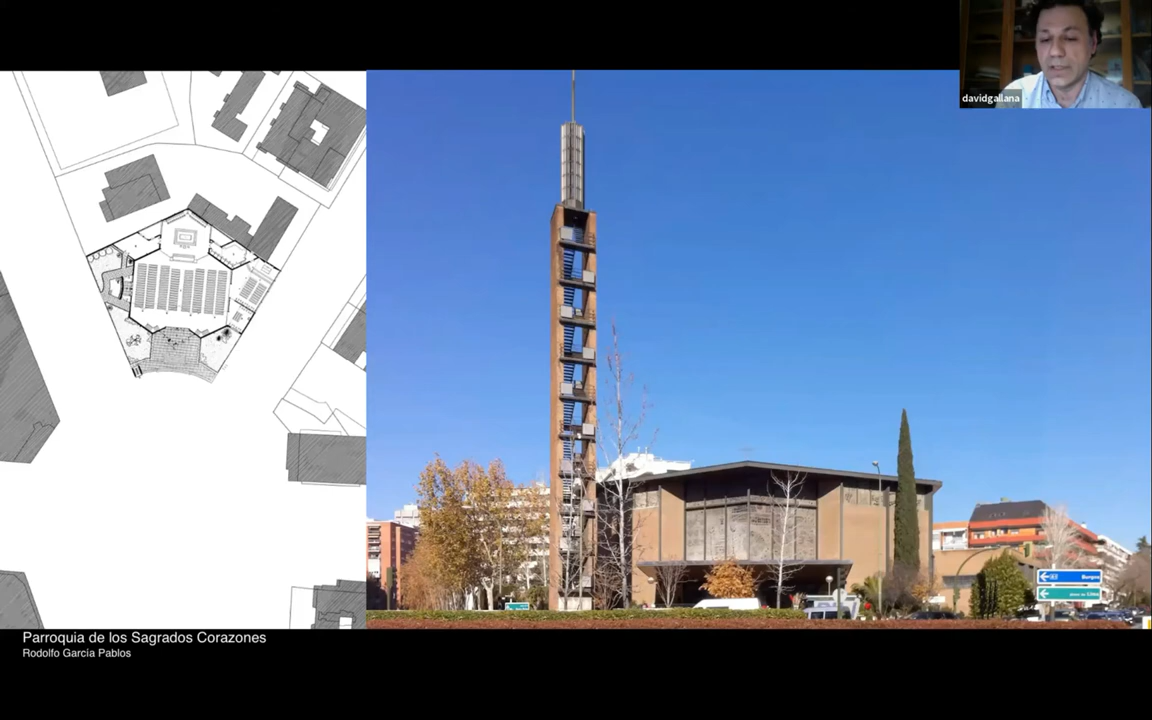 davidgallana
Burgos
Parroquia de los Sagrados Corazones
Rodolfo García Pablos